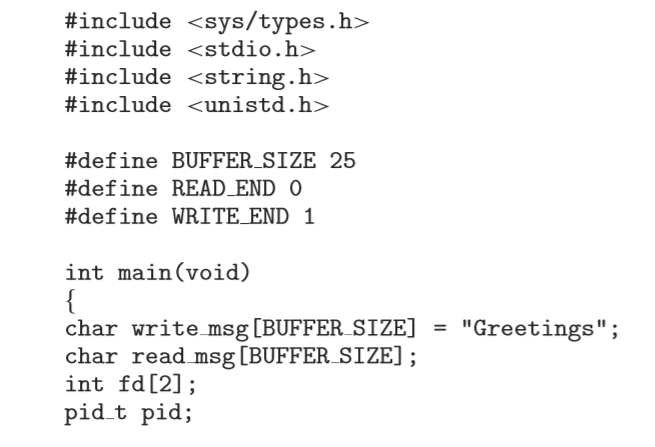 #include <sys/types.h>
#include <stdio.h>
#include <string.h>
#include <unistd.h>
#define BUFFER_SIZE 25
#define READ_END 0
#define WRITE_END 1
int main(void)
{
char write_msg[BUFFER_SIZE] = "Greetings";
char read_msg[BUFFER_SIZE];
int fd[2];
pid_t pid;